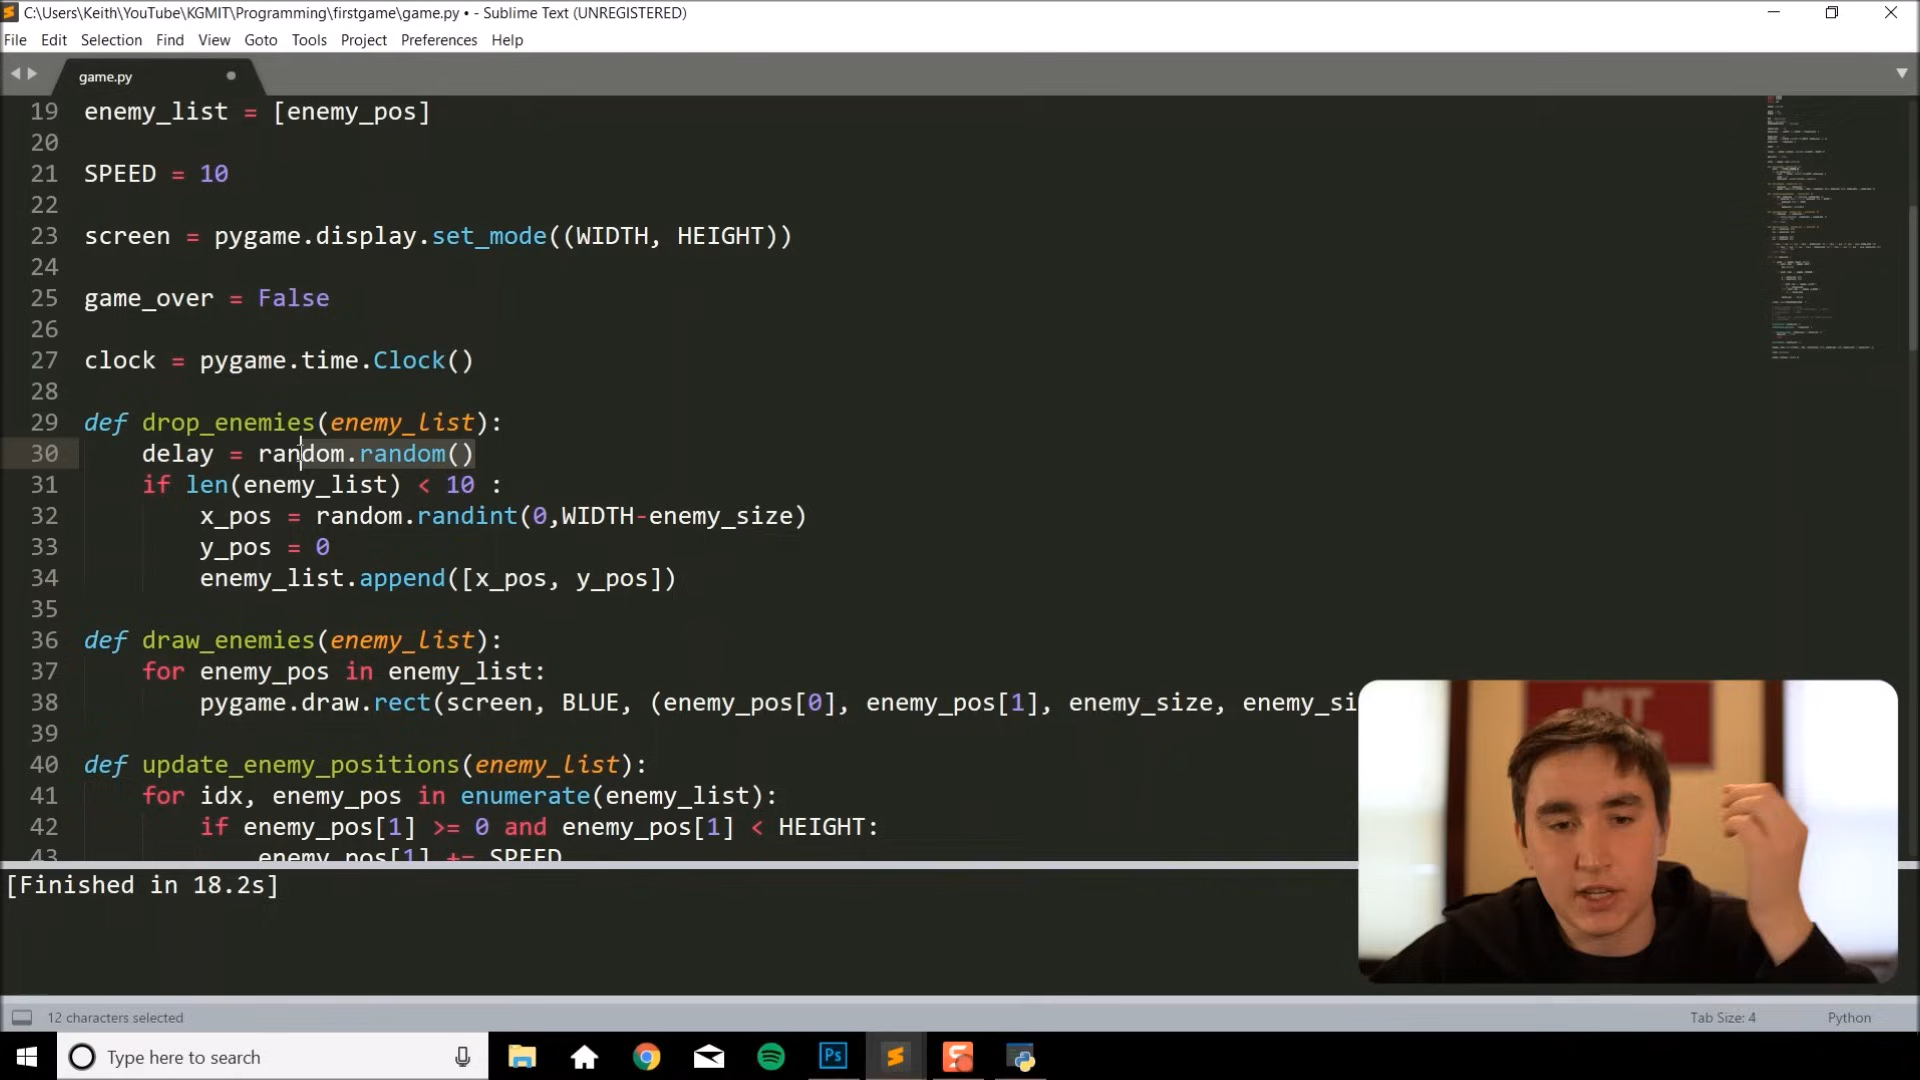 C:\Users\Keith\YouTube\KGMIT\Programming\firstgame\game.py • - Sublime Text (UNREGISTERED)
File Edit Selection Find View Goto Tools Project Preferences Help
game.py
19 enemy_list = [enemy_pos]
20
21 SPEED = 10
22
23 screen = pygame.display.set_mode((WIDTH, HEIGHT))
24
25 game_over = False
26
27 clock = pygame.time.Clock()
28
29 def drop_enemies(enemy_list):
30 delay = random.random()
31 if len(enemy_list) < 10 :
32 x_pos = random.randint(0,WIDTH-enemy_size)
33 y_pos = 0
34 enemy_list.append([x_pos, y_pos])
35
36 def draw_enemies(enemy_list):
37 for enemy_pos in enemy_list:
38 pygame.draw.rect(screen, BLUE, (enemy_pos[0], enemy_pos[1], enemy_size, enemy_si
39
40 def update_enemy_positions(enemy_list):
41 for idx, enemy_pos in enumerate(enemy_list):
42 if enemy_pos[1] >= 0 and enemy_pos[1] < HEIGHT:
43 enemy_pos[1] += SPEED
MIT
[Finished in 18.2s]
12 characters selected
Tab Size: 4 Python
Type here to search
Ps